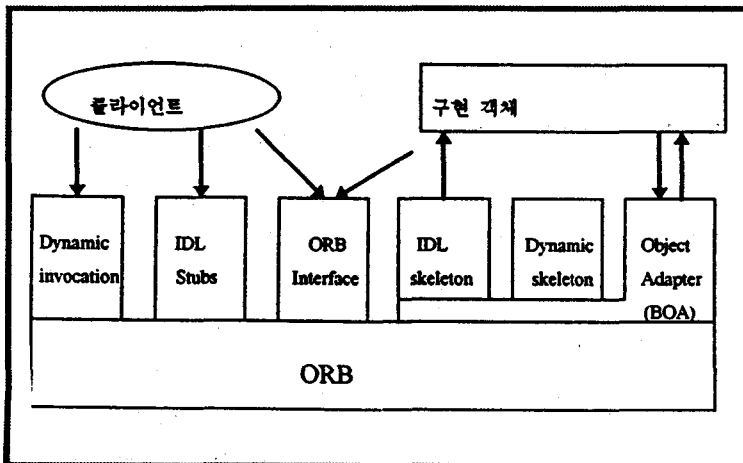 클라이언트
구현 객체
Dynamic
invocation
IDL
Stubs
ORB
Interface
IDL
skeleton
Dynamic
skeleton
Object
Adapter
(BOA)
ORB